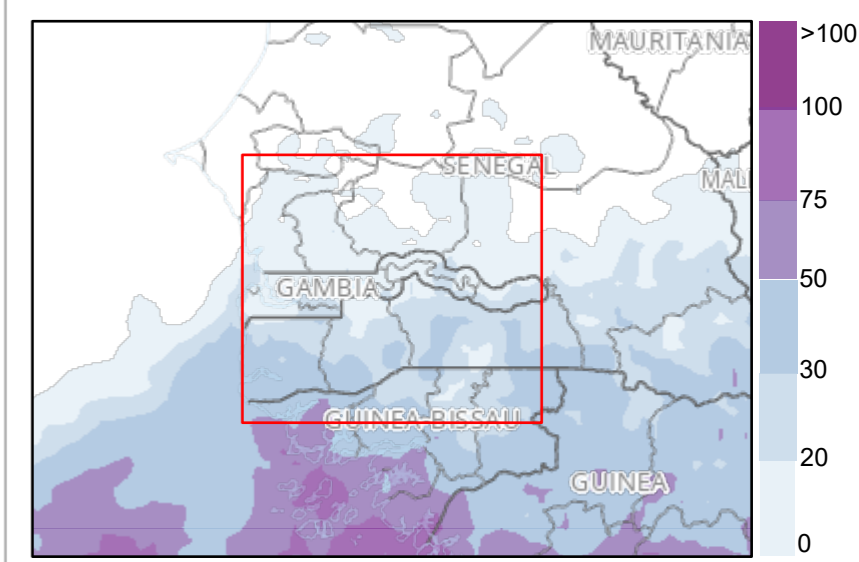 MAURITANIA
>100
SENEGAL
MALI
100
75
GAMBIA
50
30
GUINEA-BISSAU
20
GUINEA
0